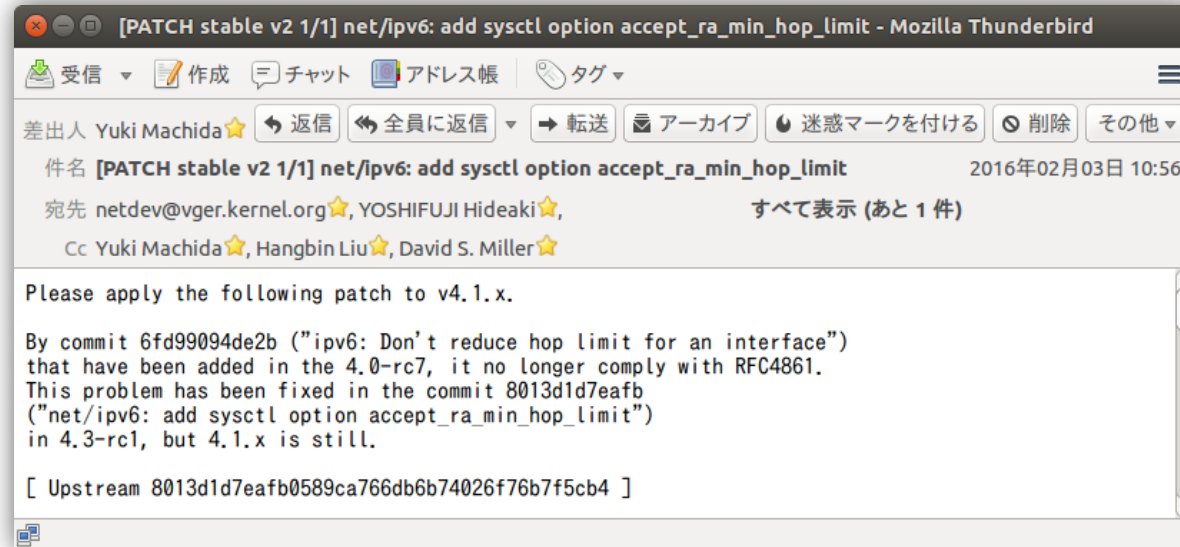 [PATCH stable v2 1/1] net/ipv6: add sysctl option accept_ra_min_hop_limit - Mozilla Thunderbird
受信 作成 チャット アドレス帳 タグ
差出人 Yuki Machida 返信 全員に返信 転送 アーカイブ 迷惑マークを付ける 削除 その他
件名 [PATCH stable v2 1/1] net/ipv6: add sysctl option accept_ra_min_hop_limit 2016年02月03日 10:56
宛先 netdev@vger.kernel.org, YOSHIFUJI Hideaki, すべて表示 (あと 1 件)
Cc Yuki Machida, Hangbin Liu, David S. Miller
Please apply the following patch to v4.1.x.
By commit 6fd99094de2b ("ipv6: Don't reduce hop limit for an interface")
that have been added in the 4.0-rc7, it no longer comply with RFC4861.
This problem has been fixed in the commit 8013d1d7eafb
("net/ipv6: add sysctl option accept_ra_min_hop_limit")
in 4.3-rc1, but 4.1.x is still.
[ Upstream 8013d1d7eafb0589ca766db6b74026f76b7f5cb4 ]